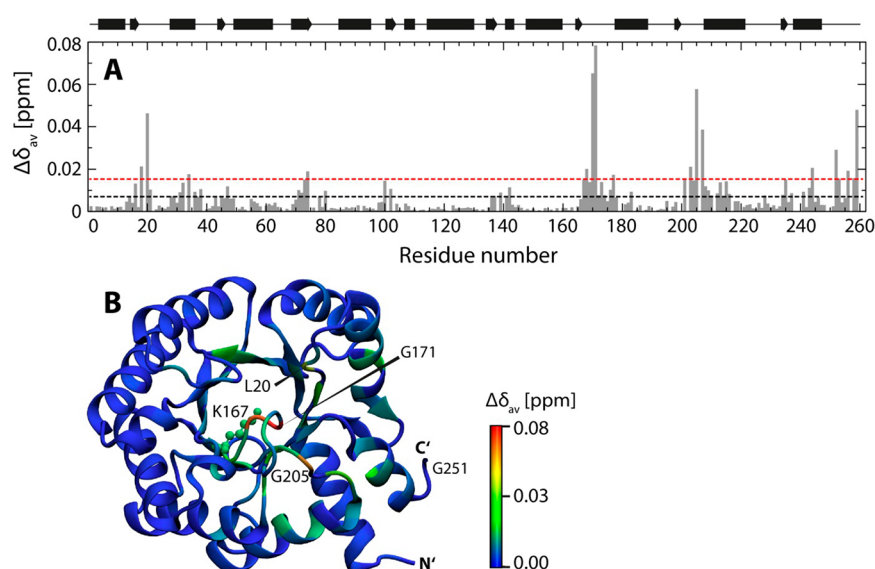 A
0.08
0.06
0.04
0.02
0
Δδav [ppm]
0 20 40 60 80 100 120 140 160 180 200 220 240 260
Residue number
B
G171
L20
K167
G205
C‘
G251
N‘
Δδav [ppm]
0.08
0.03
0.00